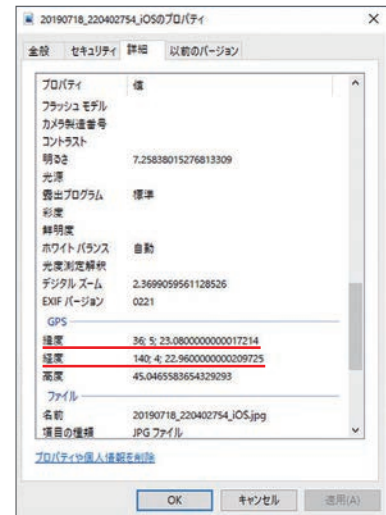 20190718_220402754_iOSのプロパティ
全般 セキュリティ 詳細 以前のバージョン
プロパティ 値
フラッシュ モデル
カメラ製造番号
コントラスト
明るさ 7.25838015276813309
光源
露出プログラム 標準
彩度
鮮明度
ホワイト バランス 自動
光度測定解釈
デジタル ズーム 2.3699059561128526
EXIF バージョン 0221
GPS
緯度 36; 5; 23.0800000000017214
経度 140; 4; 22.9600000000209725
高度 45.0465583654329293
ファイル
名前 20190718_220402754_iOS.jpg
項目の種類 JPG ファイル
プロパティや個人情報を削除
OK キャンセル 適用(A)